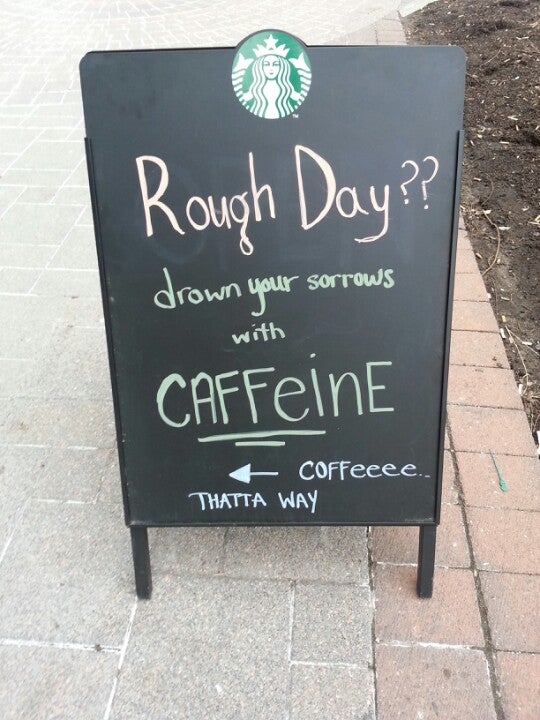 Rough Day??
drown your sorrows
with
CAFFeinE
← COFFeeee..
THATTA WAY